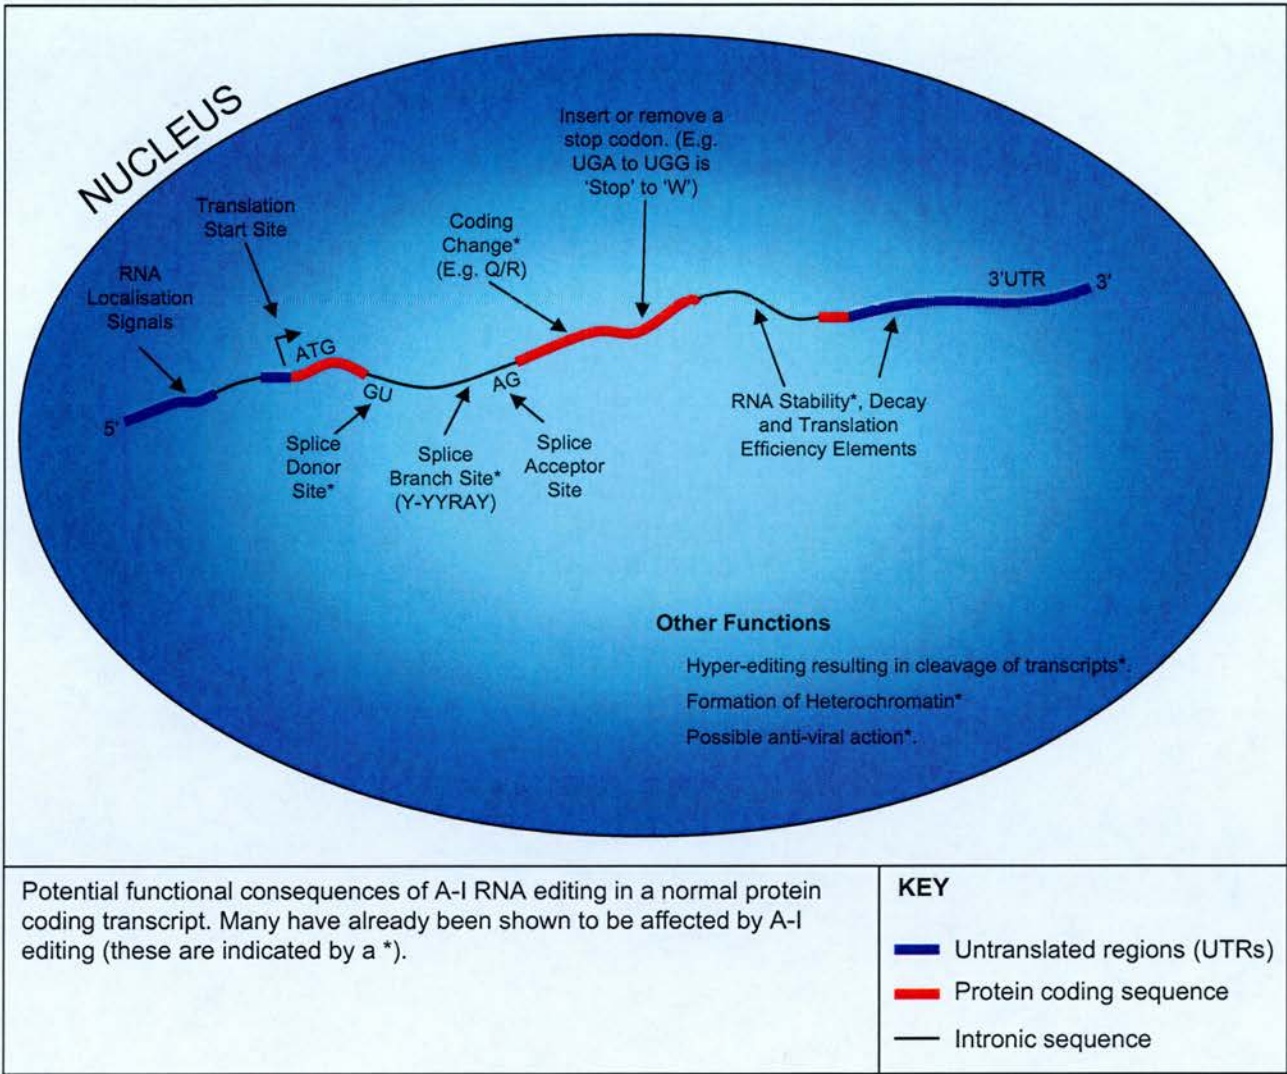 NUCLEUS
Insert or remove a
stop codon. (E.g.
UGA to UGG is
'Stop' to 'W')
Translation
Start Site
Coding
Change*
(E.g. Q/R)
RNA
Localisation
Signals
3'UTR
3'
ATG
GU
AG
5'
Splice
Donor
Site*
Splice
Branch Site*
(Y-YYRAY)
Splice
Acceptor
Site
RNA Stability*, Decay
and Translation
Efficiency Elements
Other Functions
Hyper-editing resulting in cleavage of transcripts*.
Formation of Heterochromatin*
Possible anti-viral action*.
Potential functional consequences of A-I RNA editing in a normal protein
coding transcript. Many have already been shown to be affected by A-I
editing (these are indicated by a *).
KEY
Untranslated regions (UTRs)
Protein coding sequence
Intronic sequence